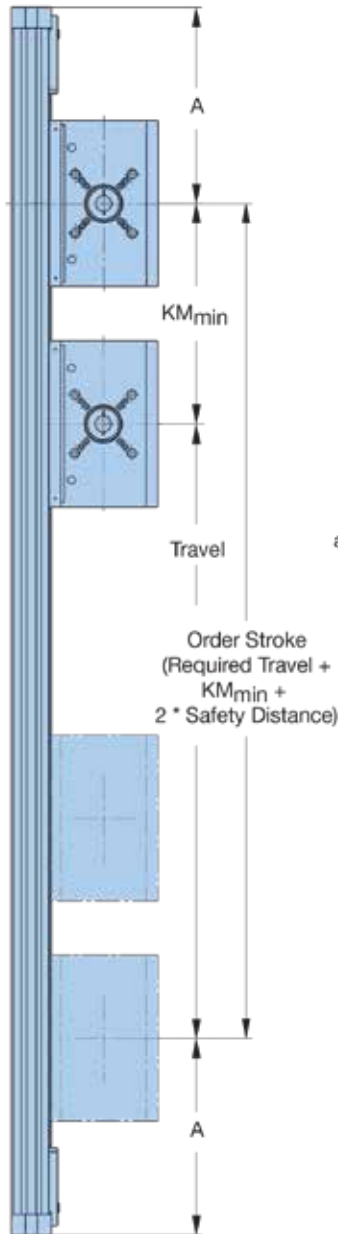 A
KMmin
Travel
a
Order Stroke
(Required Travel +
KMmin +
2 * Safety Distance)
A